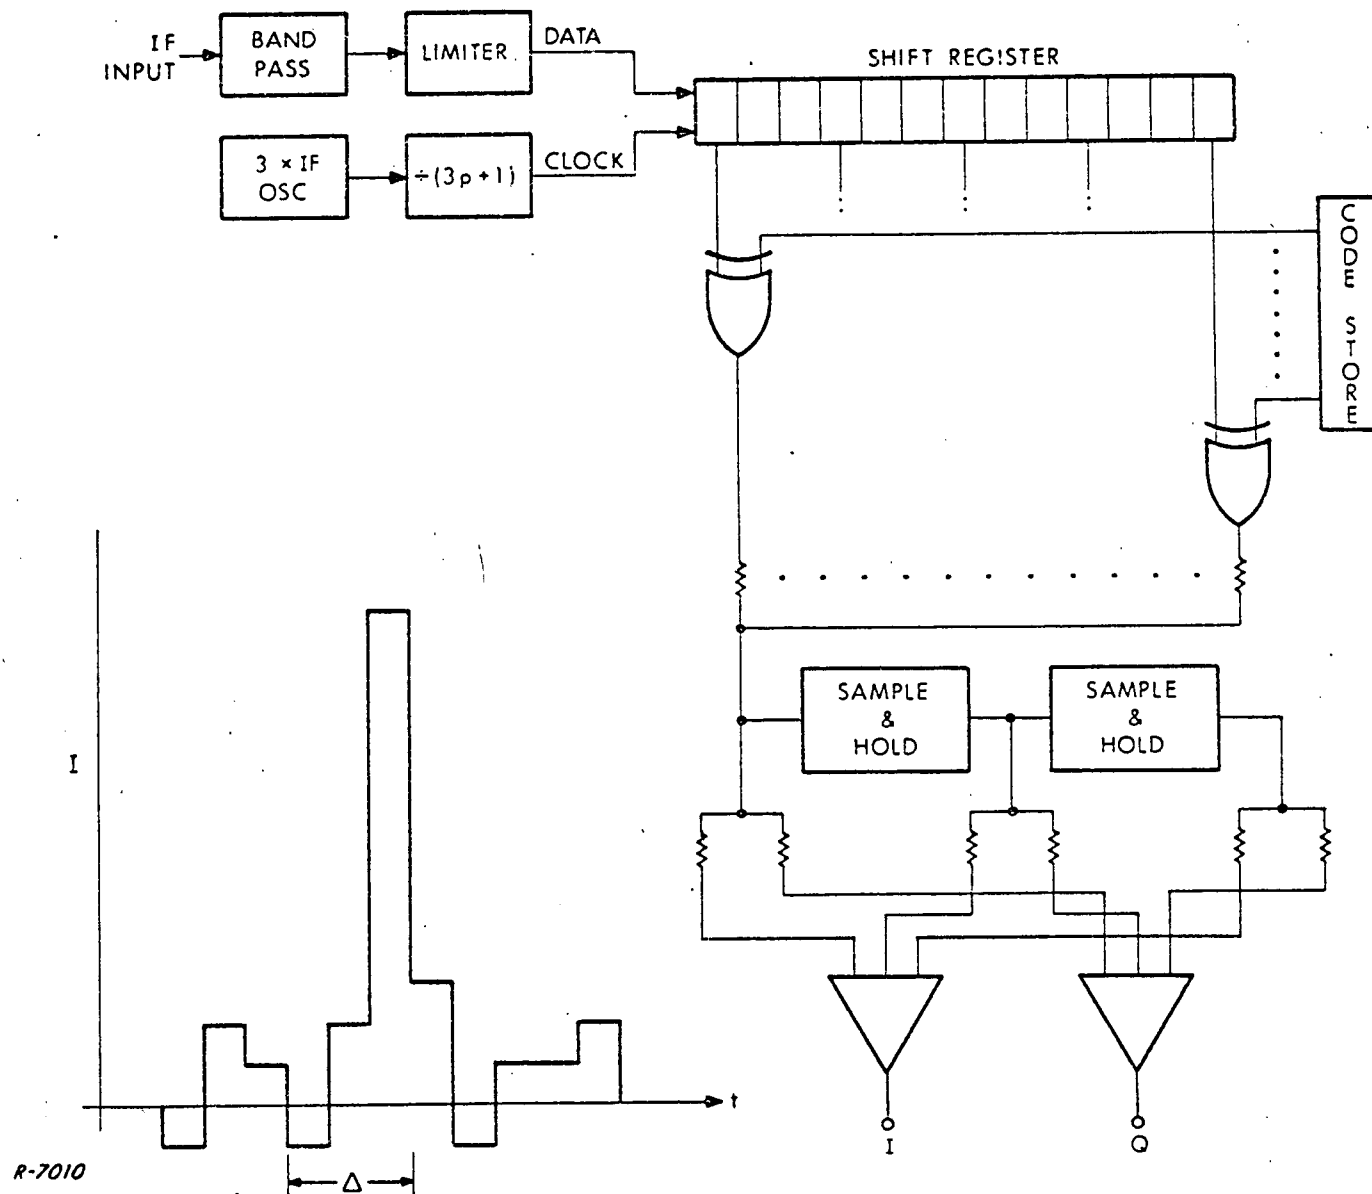 IF
INPUT
BAND
PASS
LIMITER
DATA
3 × IF
OSC
÷(3p + 1)
CLOCK
SHIFT REGISTER
CODE STORE
SAMPLE
&
HOLD
SAMPLE
&
HOLD
I
Q
I
t
Δ
R-7010